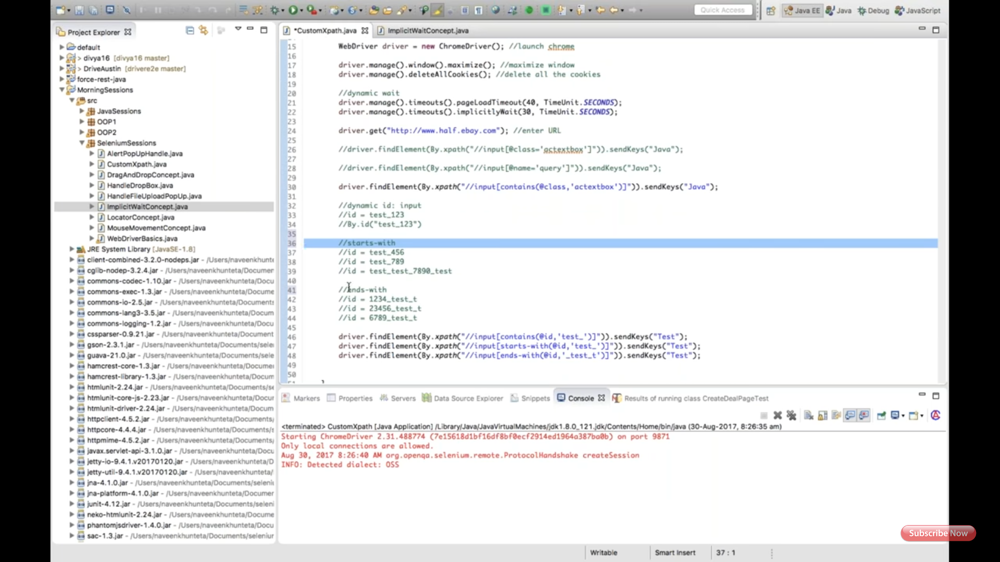 Quick Access
Java EE
Java
Debug
JavaScript
Project Explorer
default
> divya16 [divya16 master]
> DriveAustin [drivere2e master]
force-rest-java
MorningSessions
src
JavaSessions
OOP1
OOP2
SeleniumSessions
AlertPopUpHandle.java
CustomXpath.java
DragAndDropConcept.java
HandleDropBox.java
HandleFileUploadPopUp.java
ImplicitWaitConcept.java
LocatorConcept.java
MouseMovementConcept.java
WebDriverBasics.java
JRE System Library [JavaSE-1.8]
client-combined-3.2.0-nodeps.jar - /Users/naveenkhunte
cglib-nodep-3.2.4.jar - /Users/naveenkhunteta/Documer
commons-codec-1.10.jar - /Users/naveenkhunteta/Docu
commons-exec-1.3.jar - /Users/naveenkhunteta/Docum
commons-io-2.5.jar - /Users/naveenkhunteta/Documents
commons-lang3-3.5.jar - /Users/naveenkhunteta/Docum
commons-logging-1.2.jar - /Users/naveenkhunteta/Docu
cssparser-0.9.21.jar - /Users/naveenkhunteta/Document
gson-2.3.1.jar - /Users/naveenkhunteta/Documents/sele
guava-21.0.jar - /Users/naveenkhunteta/Documents/sele
hamcrest-core-1.3.jar - /Users/naveenkhunteta/Docum
hamcrest-library-1.3.jar - /Users/naveenkhunteta/Docum
htmlunit-2.24.jar - /Users/naveenkhunteta/Documents/se
htmlunit-core-js-2.23.jar - /Users/naveenkhunteta/Docur
htmlunit-driver-2.24.jar - /Users/naveenkhunteta/Docum
httpclient-4.5.2.jar - /Users/naveenkhunteta/Documents/
httpcore-4.4.4.jar - /Users/naveenkhunteta/Documents/s
httpmime-4.5.2.jar - /Users/naveenkhunteta/Documents/
javax.servlet-api-3.1.0.jar - /Users/naveenkhunteta/Docu
jetty-io-9.4.1.v20170120.jar - /Users/naveenkhunteta/D
jetty-util-9.4.1.v20170120.jar - /Users/naveenkhunteta/
jna-4.1.0.jar - /Users/naveenkhunteta/Documents/seleniu
jna-platform-4.1.0.jar - /Users/naveenkhunteta/Documer
junit-4.12.jar - /Users/naveenkhunteta/Documents/seleni
neko-htmlunit-2.24.jar - /Users/naveenkhunteta/Docum
phantomjsdriver-1.4.0.jar - /Users/naveenkhunteta/Docu
sac-1.3.jar - /Users/naveenkhunteta/Documents/seleniur
*CustomXpath.java
ImplicitWaitConcept.java
15 WebDriver driver = new ChromeDriver(); //launch chrome
16
17 driver.manage().window().maximize(); //maximize window
18 driver.manage().deleteAllCookies(); //delete all the cookies
19
20 //dynamic wait
21 driver.manage().timeouts().pageLoadTimeout(40, TimeUnit.SECONDS);
22 driver.manage().timeouts().implicitlyWait(30, TimeUnit.SECONDS);
23
24 driver.get("http://www.half.ebay.com"); //enter URL
25
26 //driver.findElement(By.xpath("//input[@class='actextbox']")).sendKeys("Java");
27
28 //driver.findElement(By.xpath("//input[@name='query']")).sendKeys("Java");
29
30 driver.findElement(By.xpath("//input[contains(@class,'actextbox')]")).sendKeys("Java");
31
32 //dynamic id: input
33 //id = test_123
34 //By.id("test_123")
35
36 //starts-with
37 //id = test_456
38 //id = test_789
39 //id = test_test_7890_test
40
41 //ends-with
42 //id = 1234_test_t
43 //id = 23456_test_t
44 //id = 6789_test_t
45
46 driver.findElement(By.xpath("//input[contains(@id,'test_')]")).sendKeys("Test");
47 driver.findElement(By.xpath("//input[starts-with(@id,'test_')]")).sendKeys("Test");
48 driver.findElement(By.xpath("//input[ends-with(@id,'_test_t')]")).sendKeys("Test");
49
50
Markers
Properties
Servers
Data Source Explorer
Snippets
Console
Results of running class CreateDealPageTest
<terminated> CustomXpath [Java Application] /Library/Java/JavaVirtualMachines/jdk1.8.0_121.jdk/Contents/Home/bin/java (30-Aug-2017, 8:26:35 am)
Starting ChromeDriver 2.31.488774 (7e15618d1bf16df8bf0ecf2914ed1964a387ba0b) on port 9871
Only local connections are allowed.
Aug 30, 2017 8:26:40 AM org.openqa.selenium.remote.ProtocolHandshake createSession
INFO: Detected dialect: OSS
Subscribe Now
Writable
Smart Insert
37 : 1